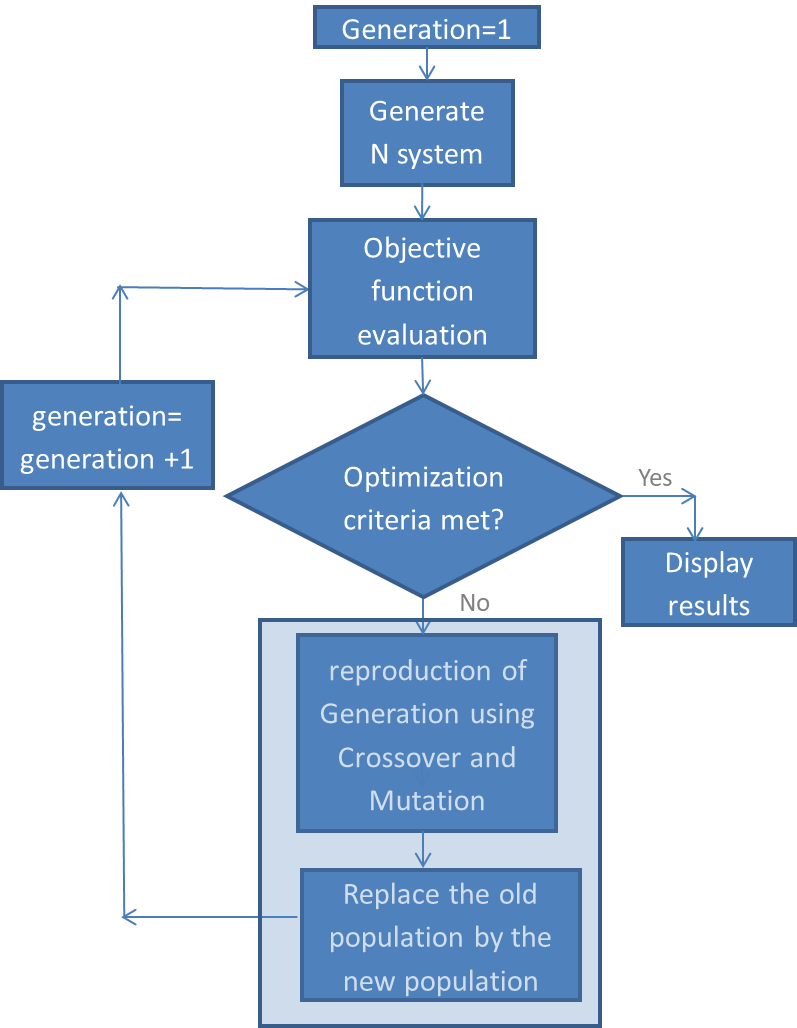 Generation=1
Generate
N system
Objective
function
evaluation
generation=
generation +1
Optimization
criteria met?
Yes
Display
results
No
reproduction of
Generation using
Crossover and
Mutation
Replace the old
population by the
new population